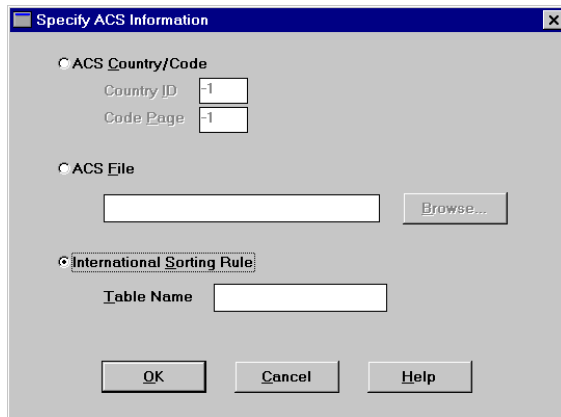 Specify ACS Information
ACS Country/Code
Country ID -1
Code Page -1
ACS File
Browse...
International Sorting Rule
Table Name
OK Cancel Help